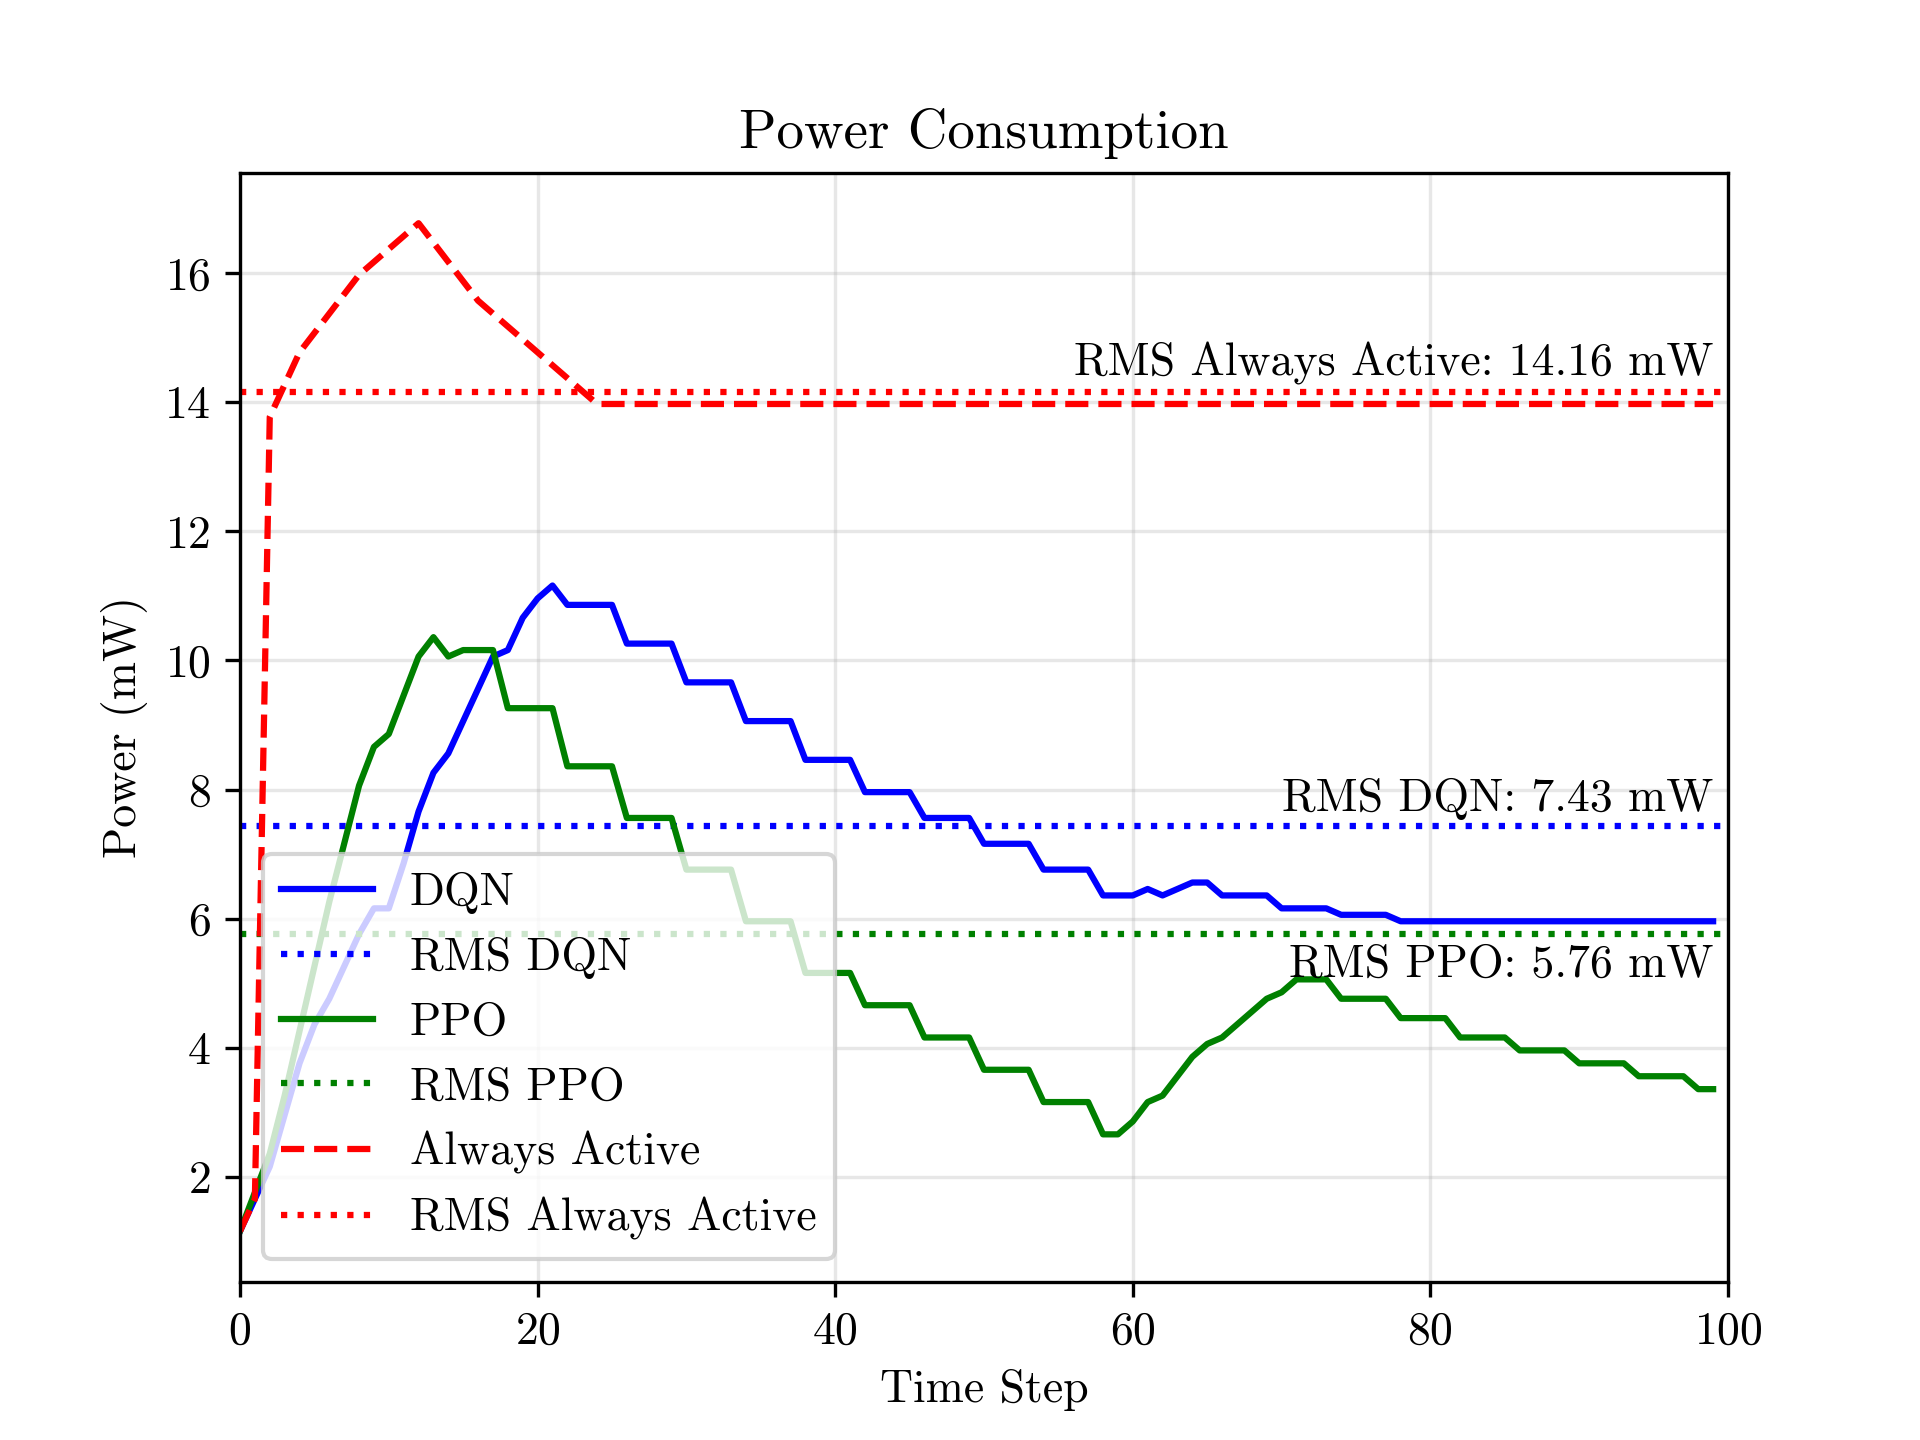 Power Consumption
Power (mW)
16
14
12
10
8
6
4
2
RMS Always Active: 14.16 mW
RMS DQN: 7.43 mW
RMS PPO: 5.76 mW
DQN
RMS DQN
PPO
RMS PPO
Always Active
RMS Always Active
0 20 40 60 80 100
Time Step